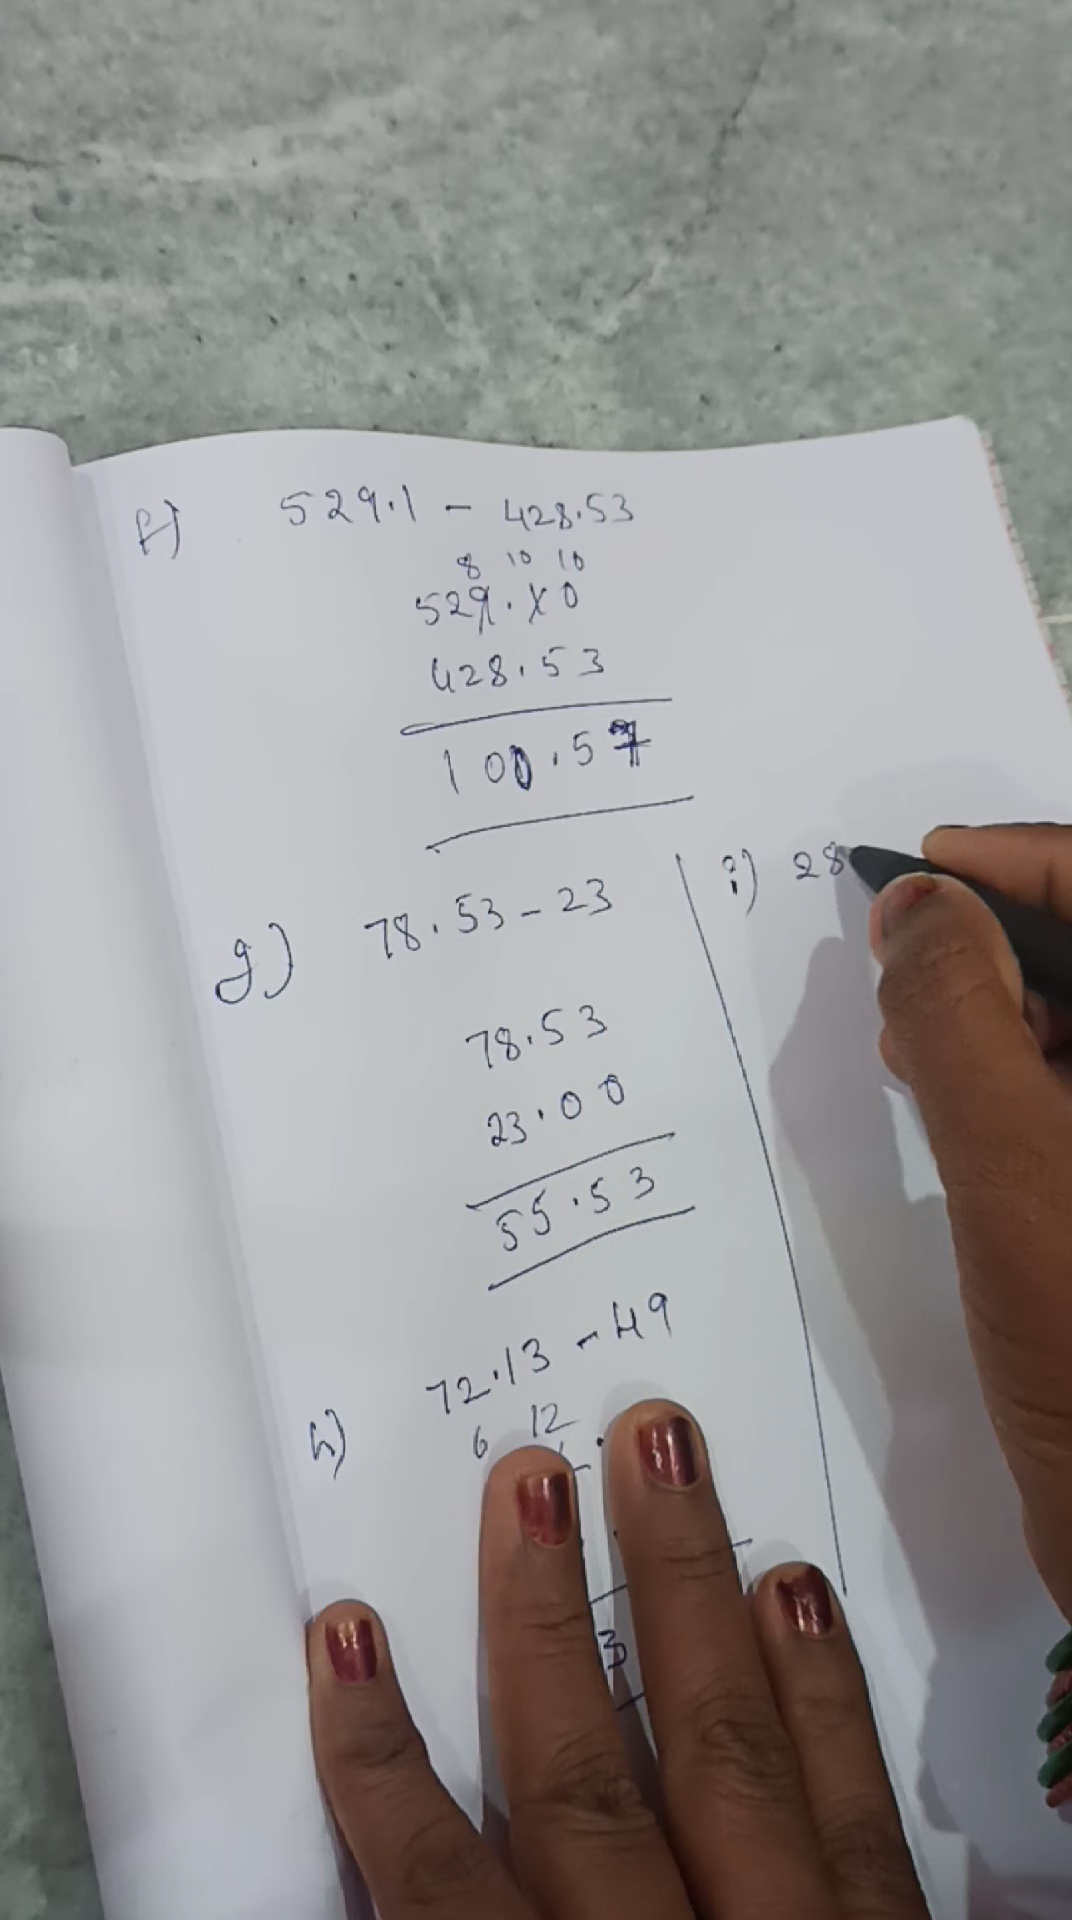 f) 529.1 - 428.53
8 10 10
529.10
428.53
100.57
g) 78.53 - 23
78.53
23.00
55.53
h) 72.13 - 49
6 12
3
i) 28